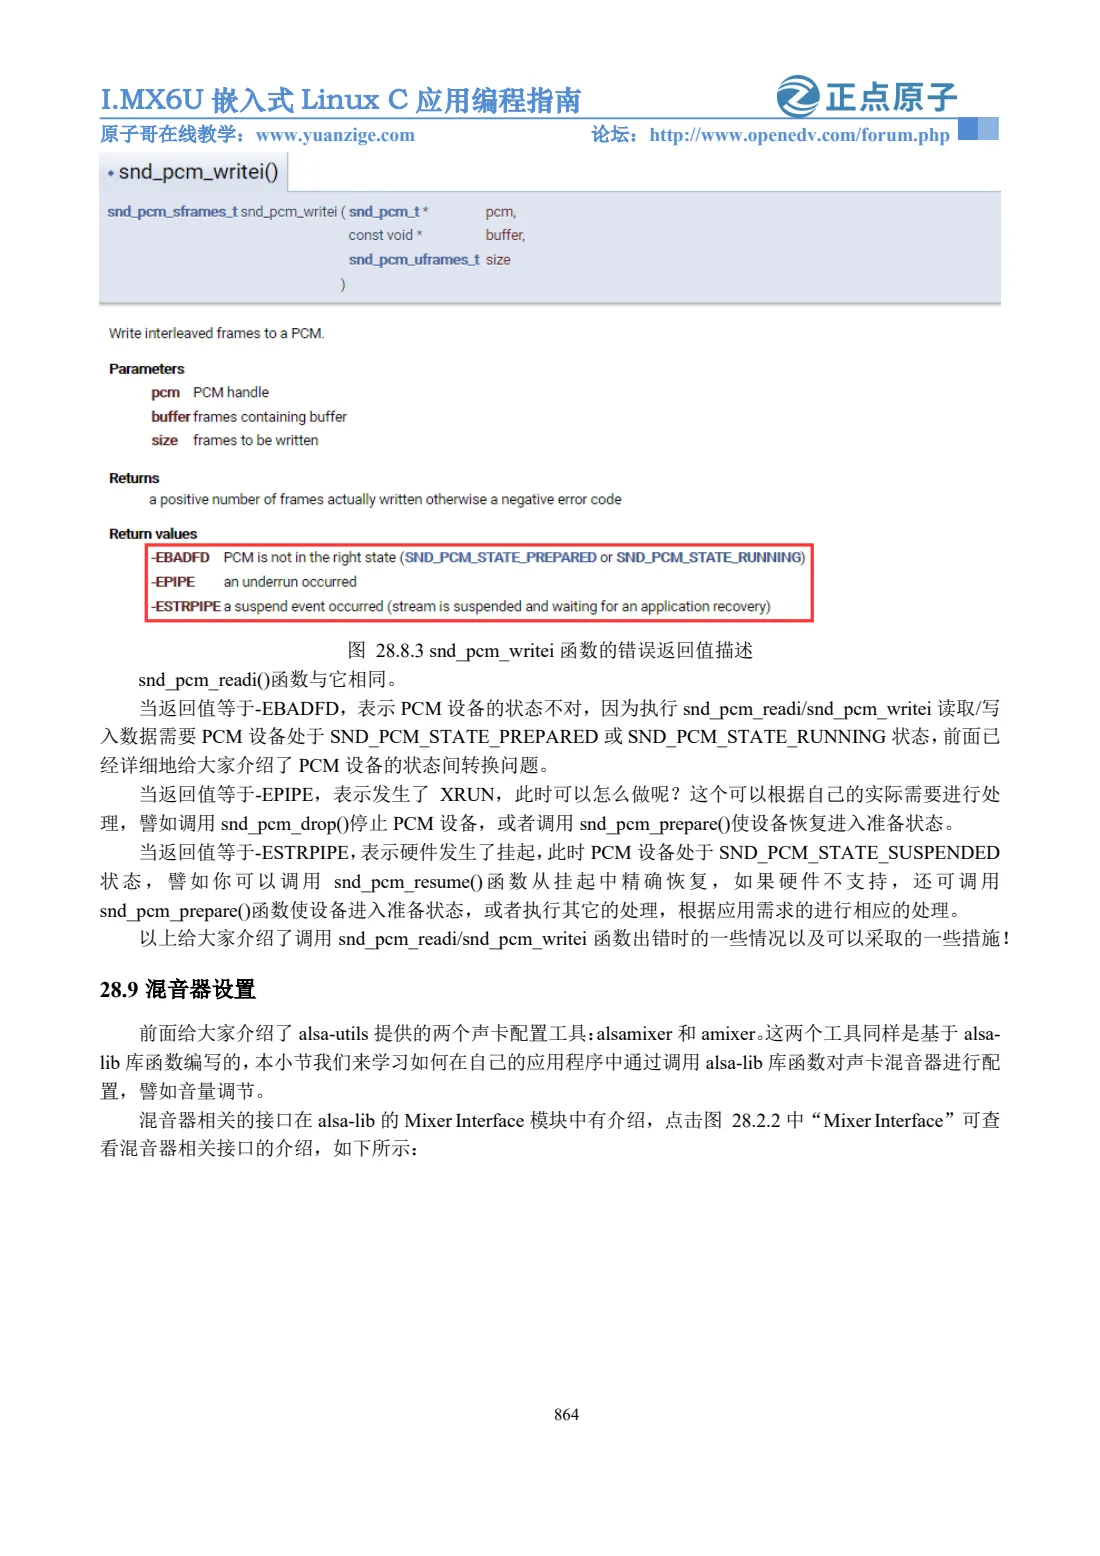 I.MX6U 嵌入式 Linux C 应用编程指南
正点原子
原子哥在线教学：www.yuanzige.com 论坛：http://www.openedv.com/forum.php
◆ snd_pcm_writei()
snd_pcm_sframes_t snd_pcm_writei ( snd_pcm_t * pcm,
const void * buffer,
snd_pcm_uframes_t size
)
Write interleaved frames to a PCM.
Parameters
pcm PCM handle
buffer frames containing buffer
size frames to be written
Returns
a positive number of frames actually written otherwise a negative error code
Return values
-EBADFD PCM is not in the right state (SND_PCM_STATE_PREPARED or SND_PCM_STATE_RUNNING)
-EPIPE an underrun occurred
-ESTRPIPE a suspend event occurred (stream is suspended and waiting for an application recovery)
图 28.8.3 snd_pcm_writei 函数的错误返回值描述
snd_pcm_readi()函数与它相同。
当返回值等于-EBADFD，表示 PCM 设备的状态不对，因为执行 snd_pcm_readi/snd_pcm_writei 读取/写
入数据需要 PCM 设备处于 SND_PCM_STATE_PREPARED 或 SND_PCM_STATE_RUNNING 状态，前面已
经详细地给大家介绍了 PCM 设备的状态间转换问题。
当返回值等于-EPIPE，表示发生了 XRUN，此时可以怎么做呢？这个可以根据自己的实际需要进行处
理，譬如调用 snd_pcm_drop()停止 PCM 设备，或者调用 snd_pcm_prepare()使设备恢复进入准备状态。
当返回值等于-ESTRPIPE，表示硬件发生了挂起，此时 PCM 设备处于 SND_PCM_STATE_SUSPENDED
状态，譬如你可以调用 snd_pcm_resume()函数从挂起中精确恢复，如果硬件不支持，还可调用
snd_pcm_prepare()函数使设备进入准备状态，或者执行其它的处理，根据应用需求的进行相应的处理。
以上给大家介绍了调用 snd_pcm_readi/snd_pcm_writei 函数出错时的一些情况以及可以采取的一些措施！
28.9 混音器设置
前面给大家介绍了 alsa-utils 提供的两个声卡配置工具：alsamixer 和 amixer。这两个工具同样是基于 alsa-
lib 库函数编写的，本小节我们来学习如何在自己的应用程序中通过调用 alsa-lib 库函数对声卡混音器进行配
置，譬如音量调节。
混音器相关的接口在 alsa-lib 的 Mixer Interface 模块中有介绍，点击图 28.2.2 中“Mixer Interface”可查
看混音器相关接口的介绍，如下所示：
864